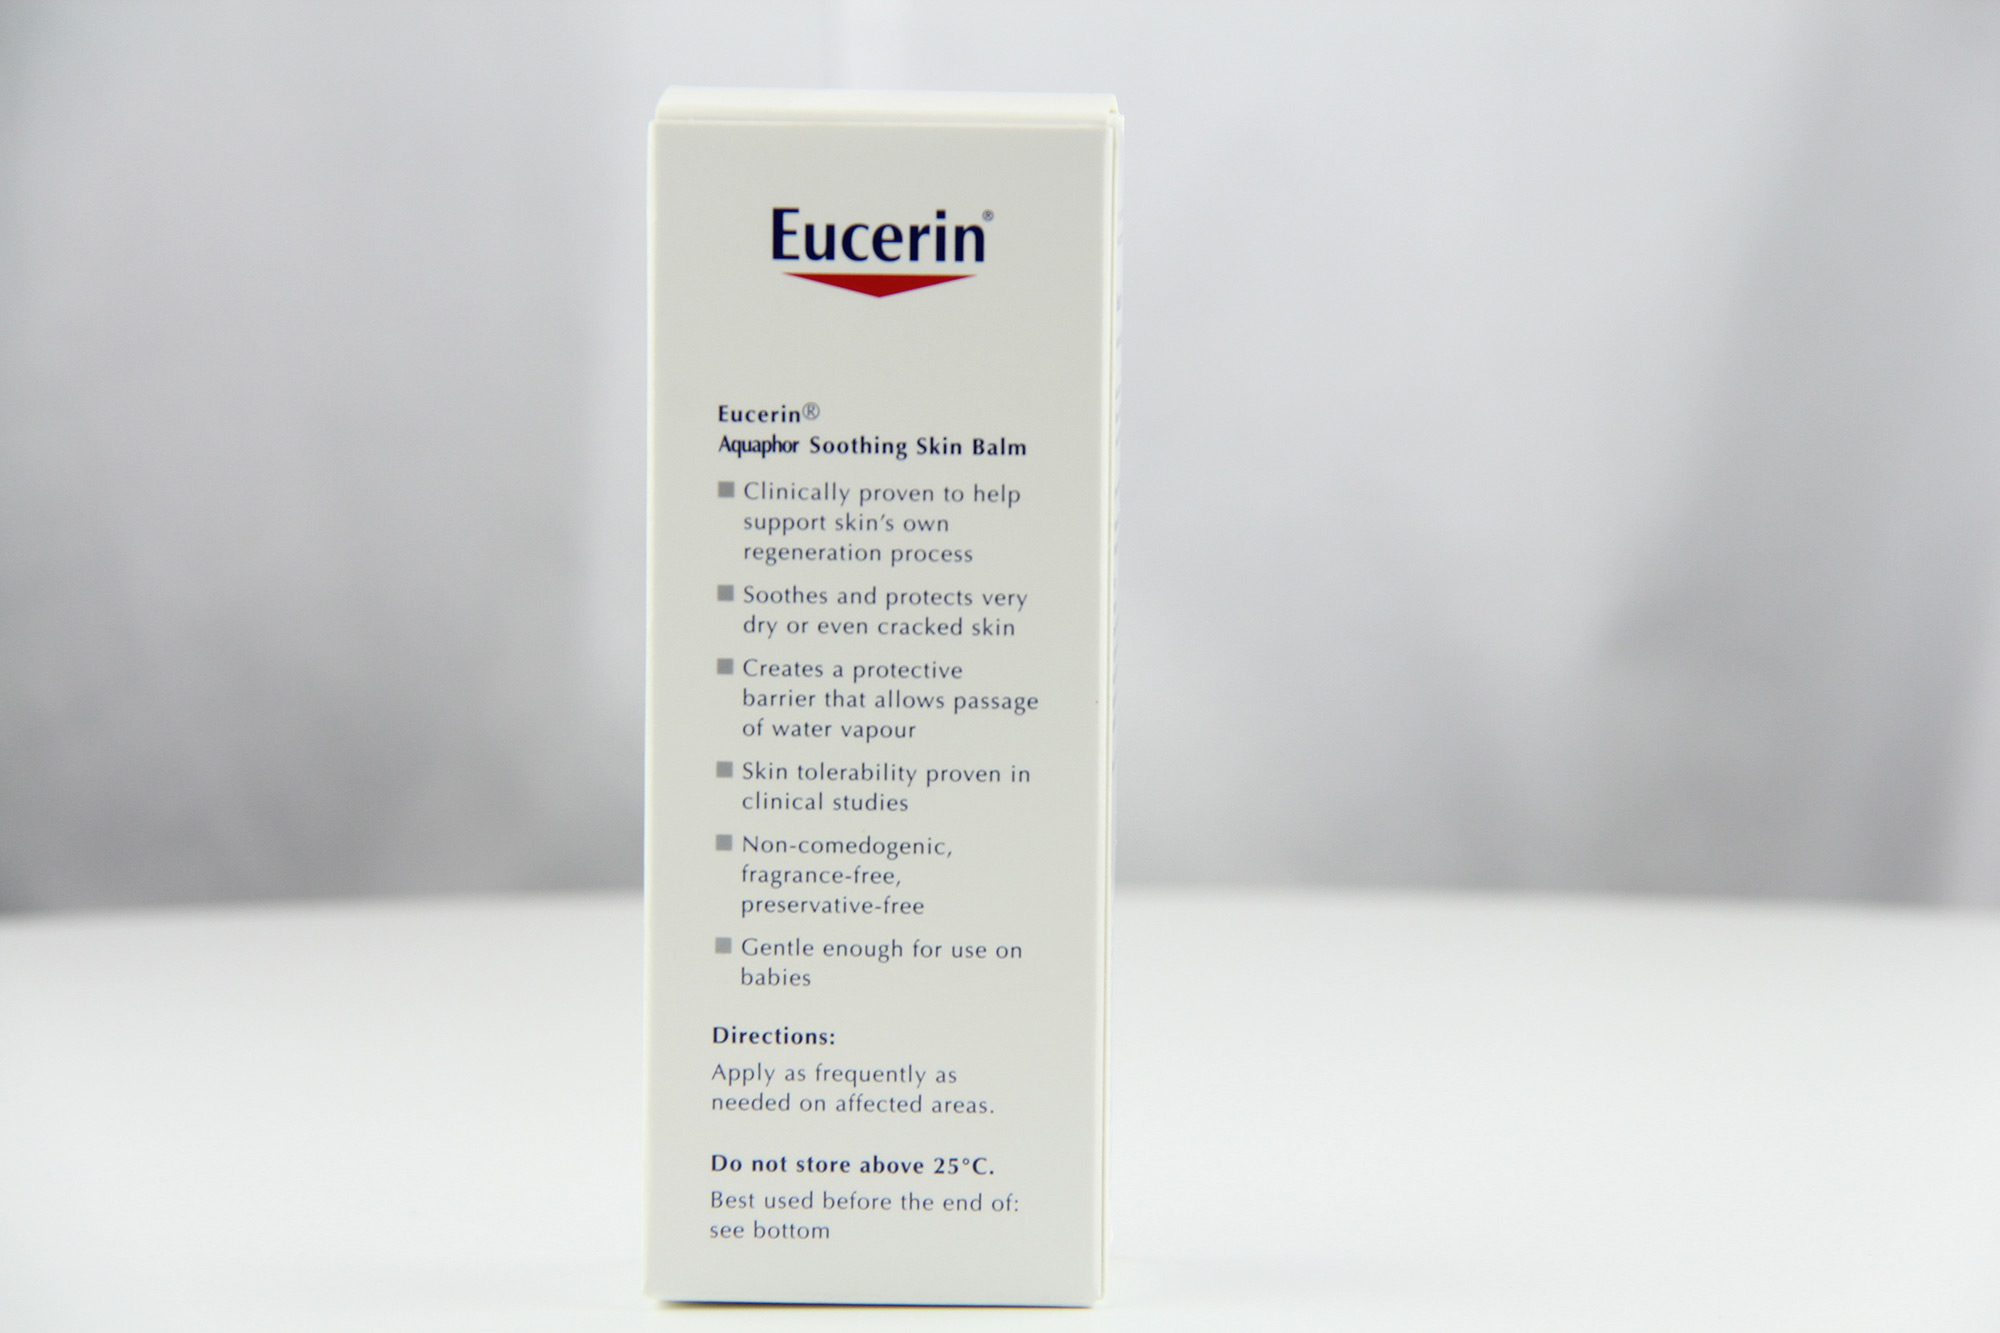 Eucerin®
Eucerin®
Aquaphor Soothing Skin Balm
■ Clinically proven to help
support skin's own
regeneration process
■ Soothes and protects very
dry or even cracked skin
■ Creates a protective
barrier that allows passage
of water vapour
■ Skin tolerability proven in
clinical studies
■ Non-comedogenic,
fragrance-free,
preservative-free
■ Gentle enough for use on
babies
Directions:
Apply as frequently as
needed on affected areas.
Do not store above 25°C.
Best used before the end of:
see bottom